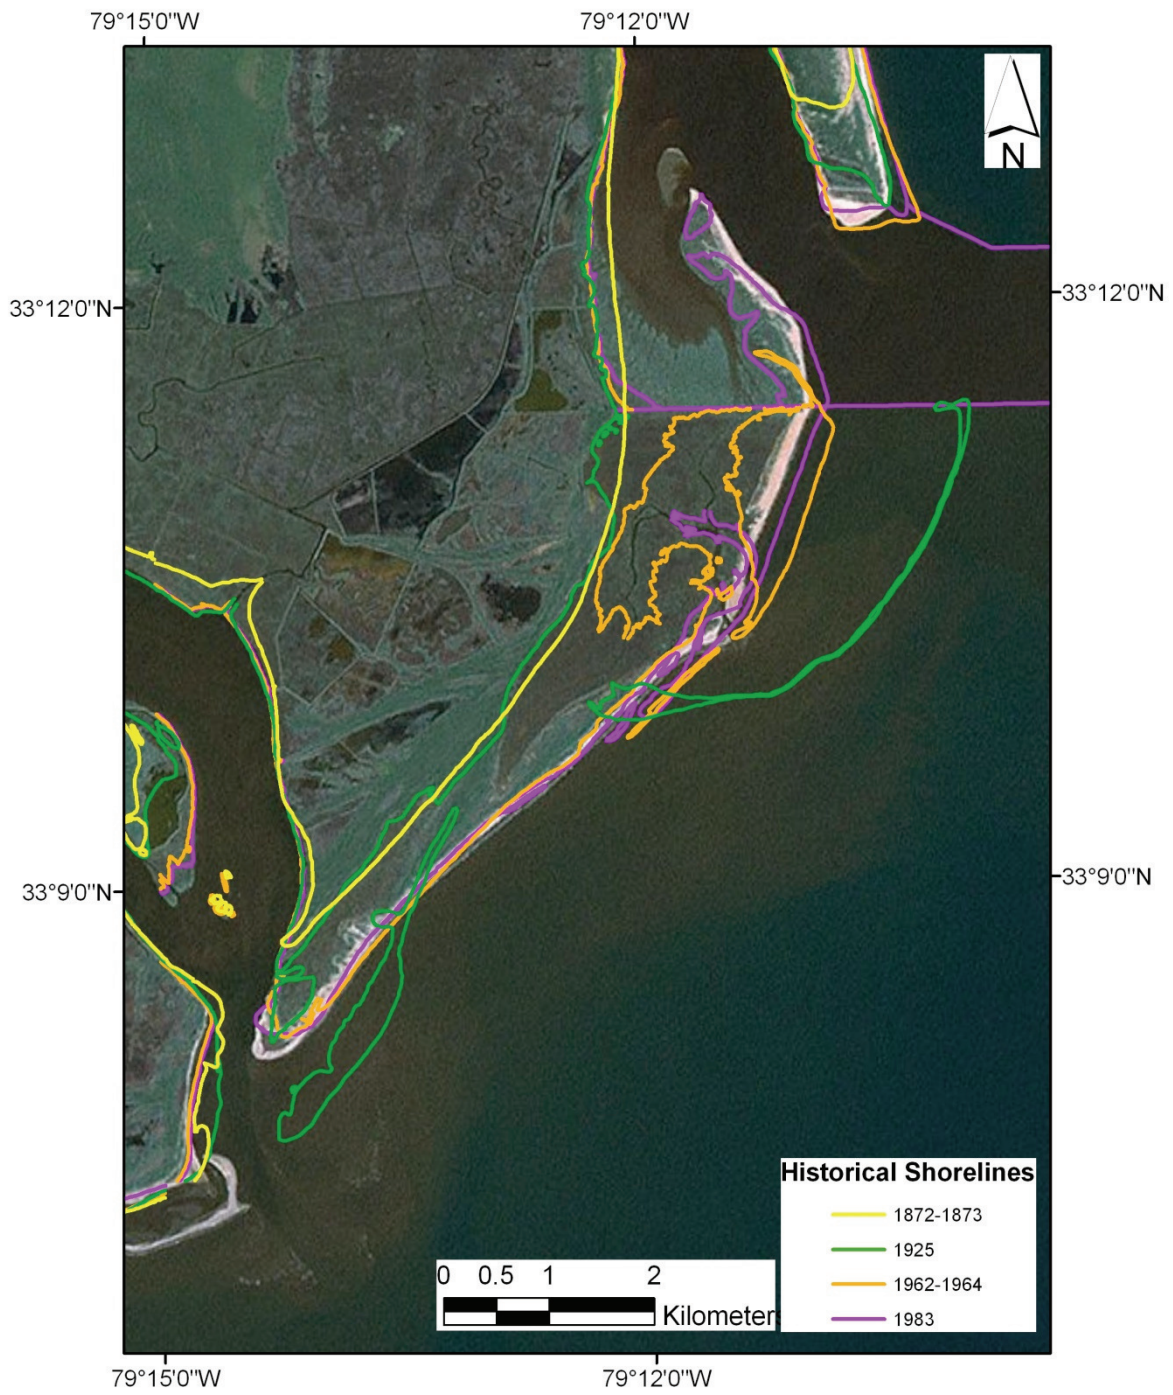 79°15'0"W 79°12'0"W
N
33°12'0"N 33°12'0"N
33°9'0"N 33°9'0"N
Historical Shorelines
1872-1873
1925
1962-1964
1983
0 0.5 1 2
Kilometers
79°15'0"W 79°12'0"W